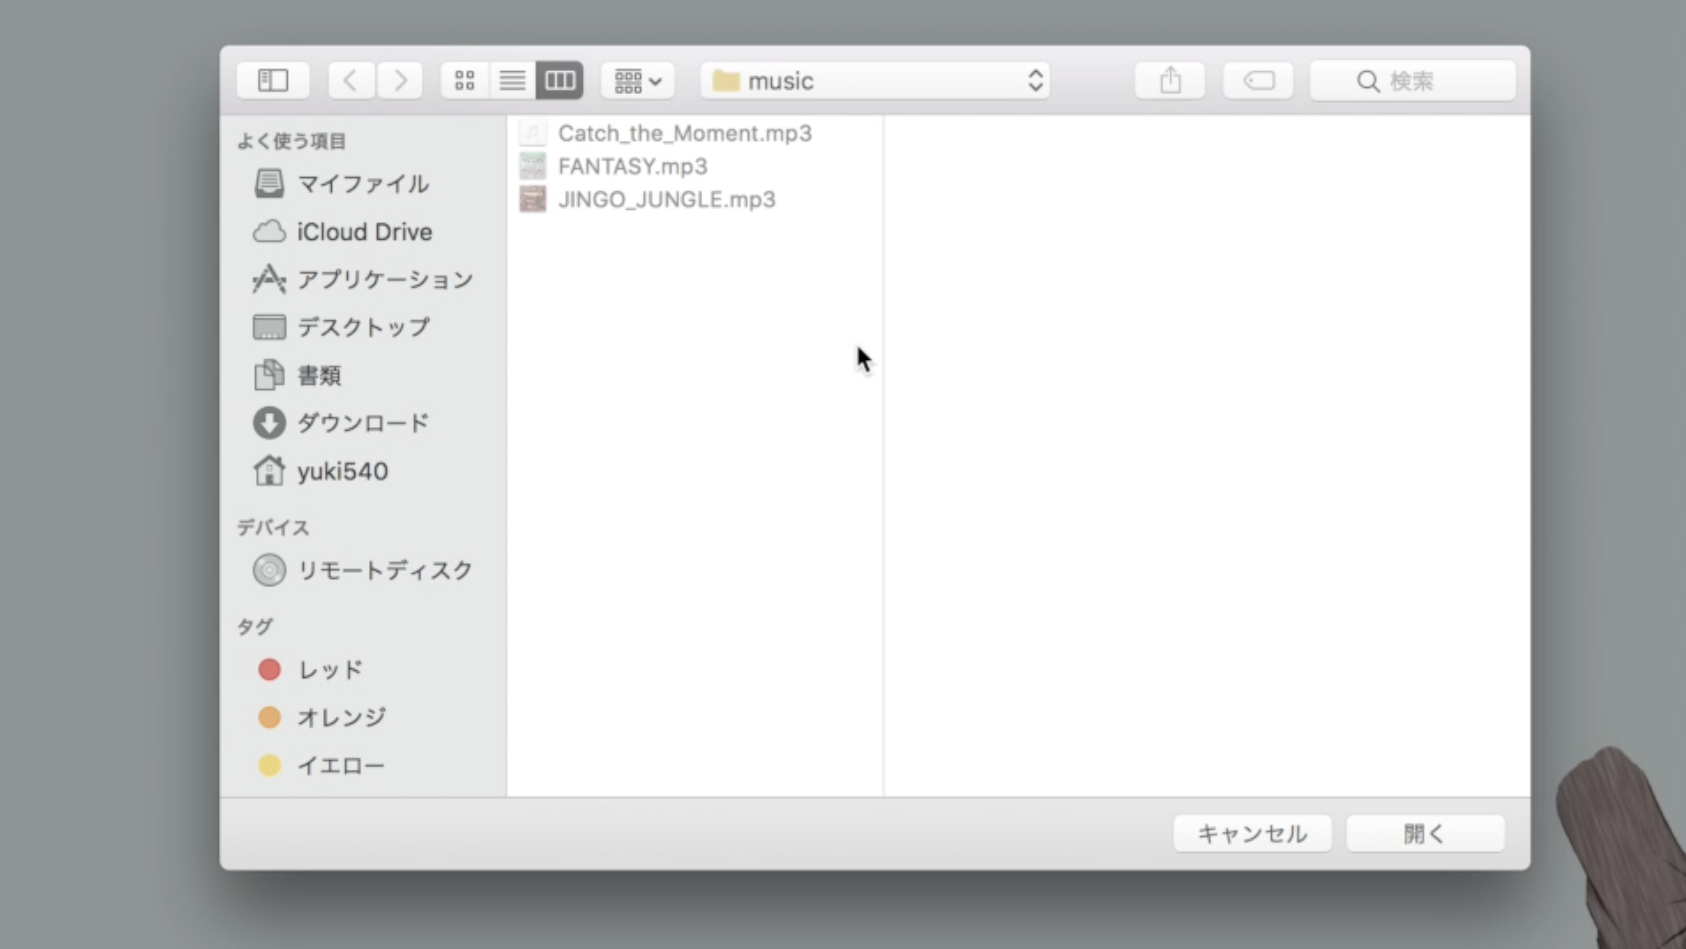 music
検索
よく使う項目
マイファイル
iCloud Drive
アプリケーション
デスクトップ
書類
ダウンロード
yuki540
デバイス
リモートディスク
タグ
レッド
オレンジ
イエロー
Catch_the_Moment.mp3
FANTASY.mp3
JINGO_JUNGLE.mp3
キャンセル
開く